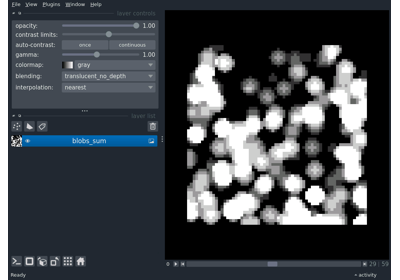 File View Plugins Window Help
layer controls
opacity: 1.00
contrast limits:
auto-contrast: once continuous
gamma: 1.00
colormap: gray
blending: translucent_no_depth
interpolation: nearest
layer list
blobs_sum
29 59
Ready
activity